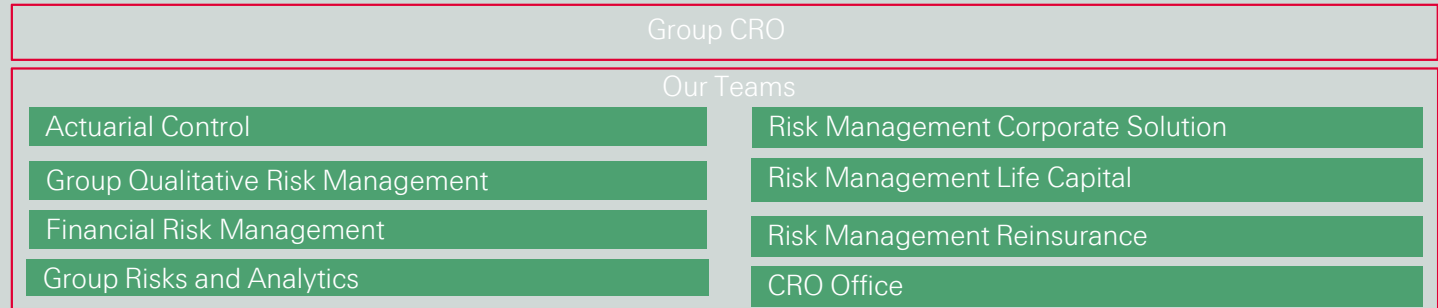 Group CRO
Our Teams
Actuarial Control
Group Qualitative Risk Management
Financial Risk Management
Group Risks and Analytics
Risk Management Corporate Solution
Risk Management Life Capital
Risk Management Reinsurance
CRO Office